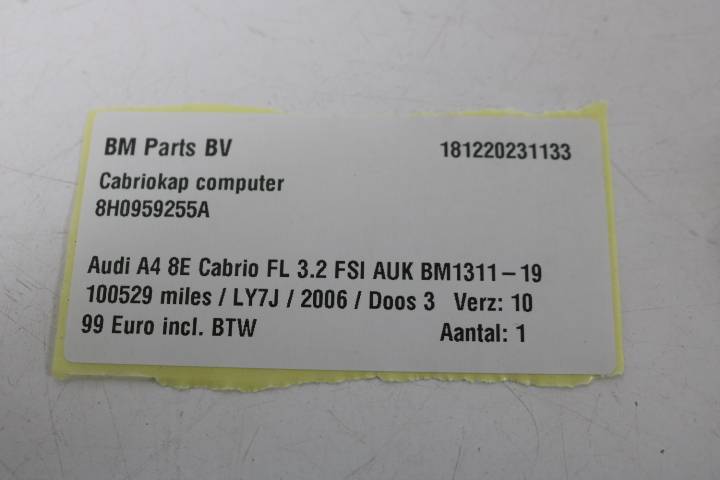 BM Parts BV 181220231133
Cabriokap computer
8H0959255A
Audi A4 8E Cabrio FL 3.2 FSI AUK BM1311-19
100529 miles / LY7J / 2006 / Doos 3 Verz: 10
99 Euro incl. BTW Aantal: 1